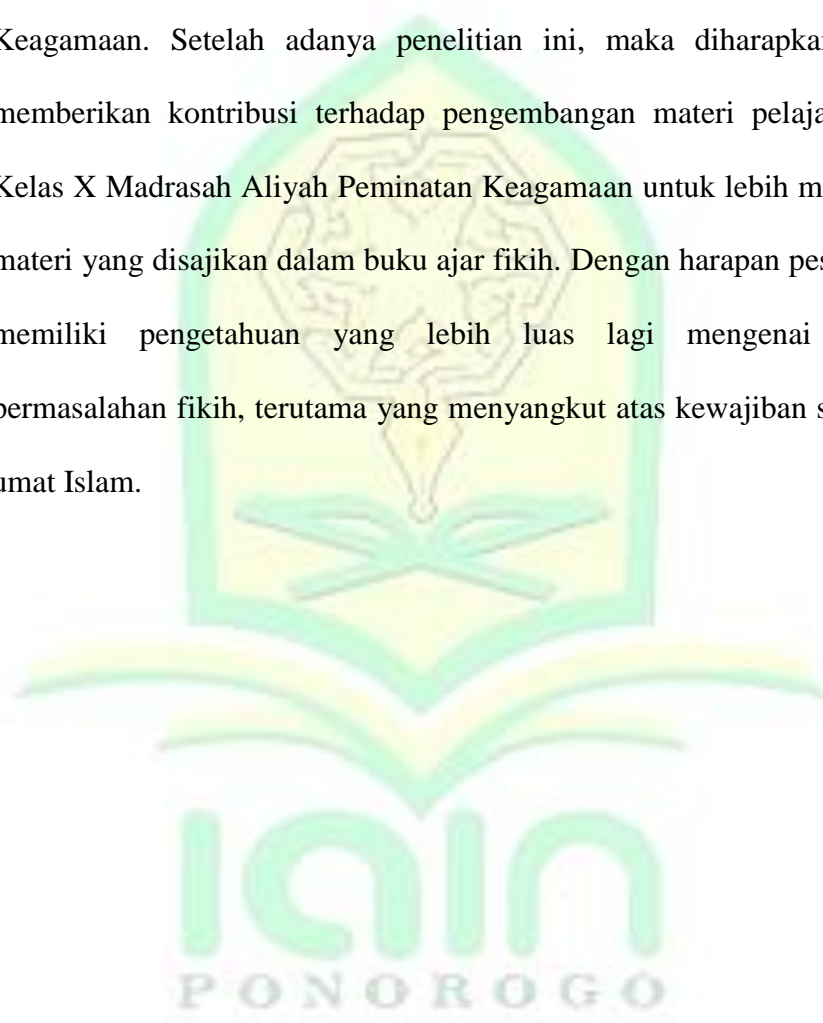 Keagamaan. Setelah adanya penelitian ini, maka diharapkan
memberikan kontribusi terhadap pengembangan materi
Kelas X Madrasah Aliyah Peminatan Keagamaan untuk lebih
materi yang disajikan dalam buku ajar fikih. Dengan harapan
memiliki pengetahuan yang lebih luas lagi mengenai
permasalahan fikih, terutama yang menyangkut atas kewajiban
umat Islam.
iain
PONOROGO